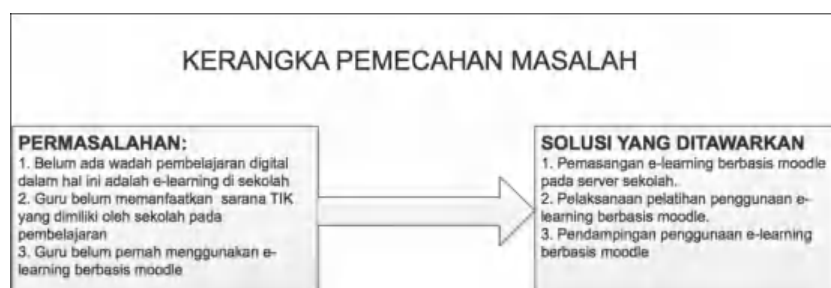 KERANGKA PEMECAHAN MASALAH
PERMASALAHAN:
1. Belum ada wadah pembelajaran digital
dalam hal ini adalah e-learning di sekolah
2. Guru belum memanfaatkan sarana TIK
yang dimiliki oleh sekolah pada
pembelajaran
3. Guru belum pernah menggunakan e-
learning berbasis moodle
SOLUSI YANG DITAWARKAN
1. Pemasangan e-learning berbasis moodle
pada server sekolah.
2. Pelaksanaan pelatihan penggunaan e-
learning berbasis moodle.
3. Pendampingan penggunaan e-learning
berbasis moodle